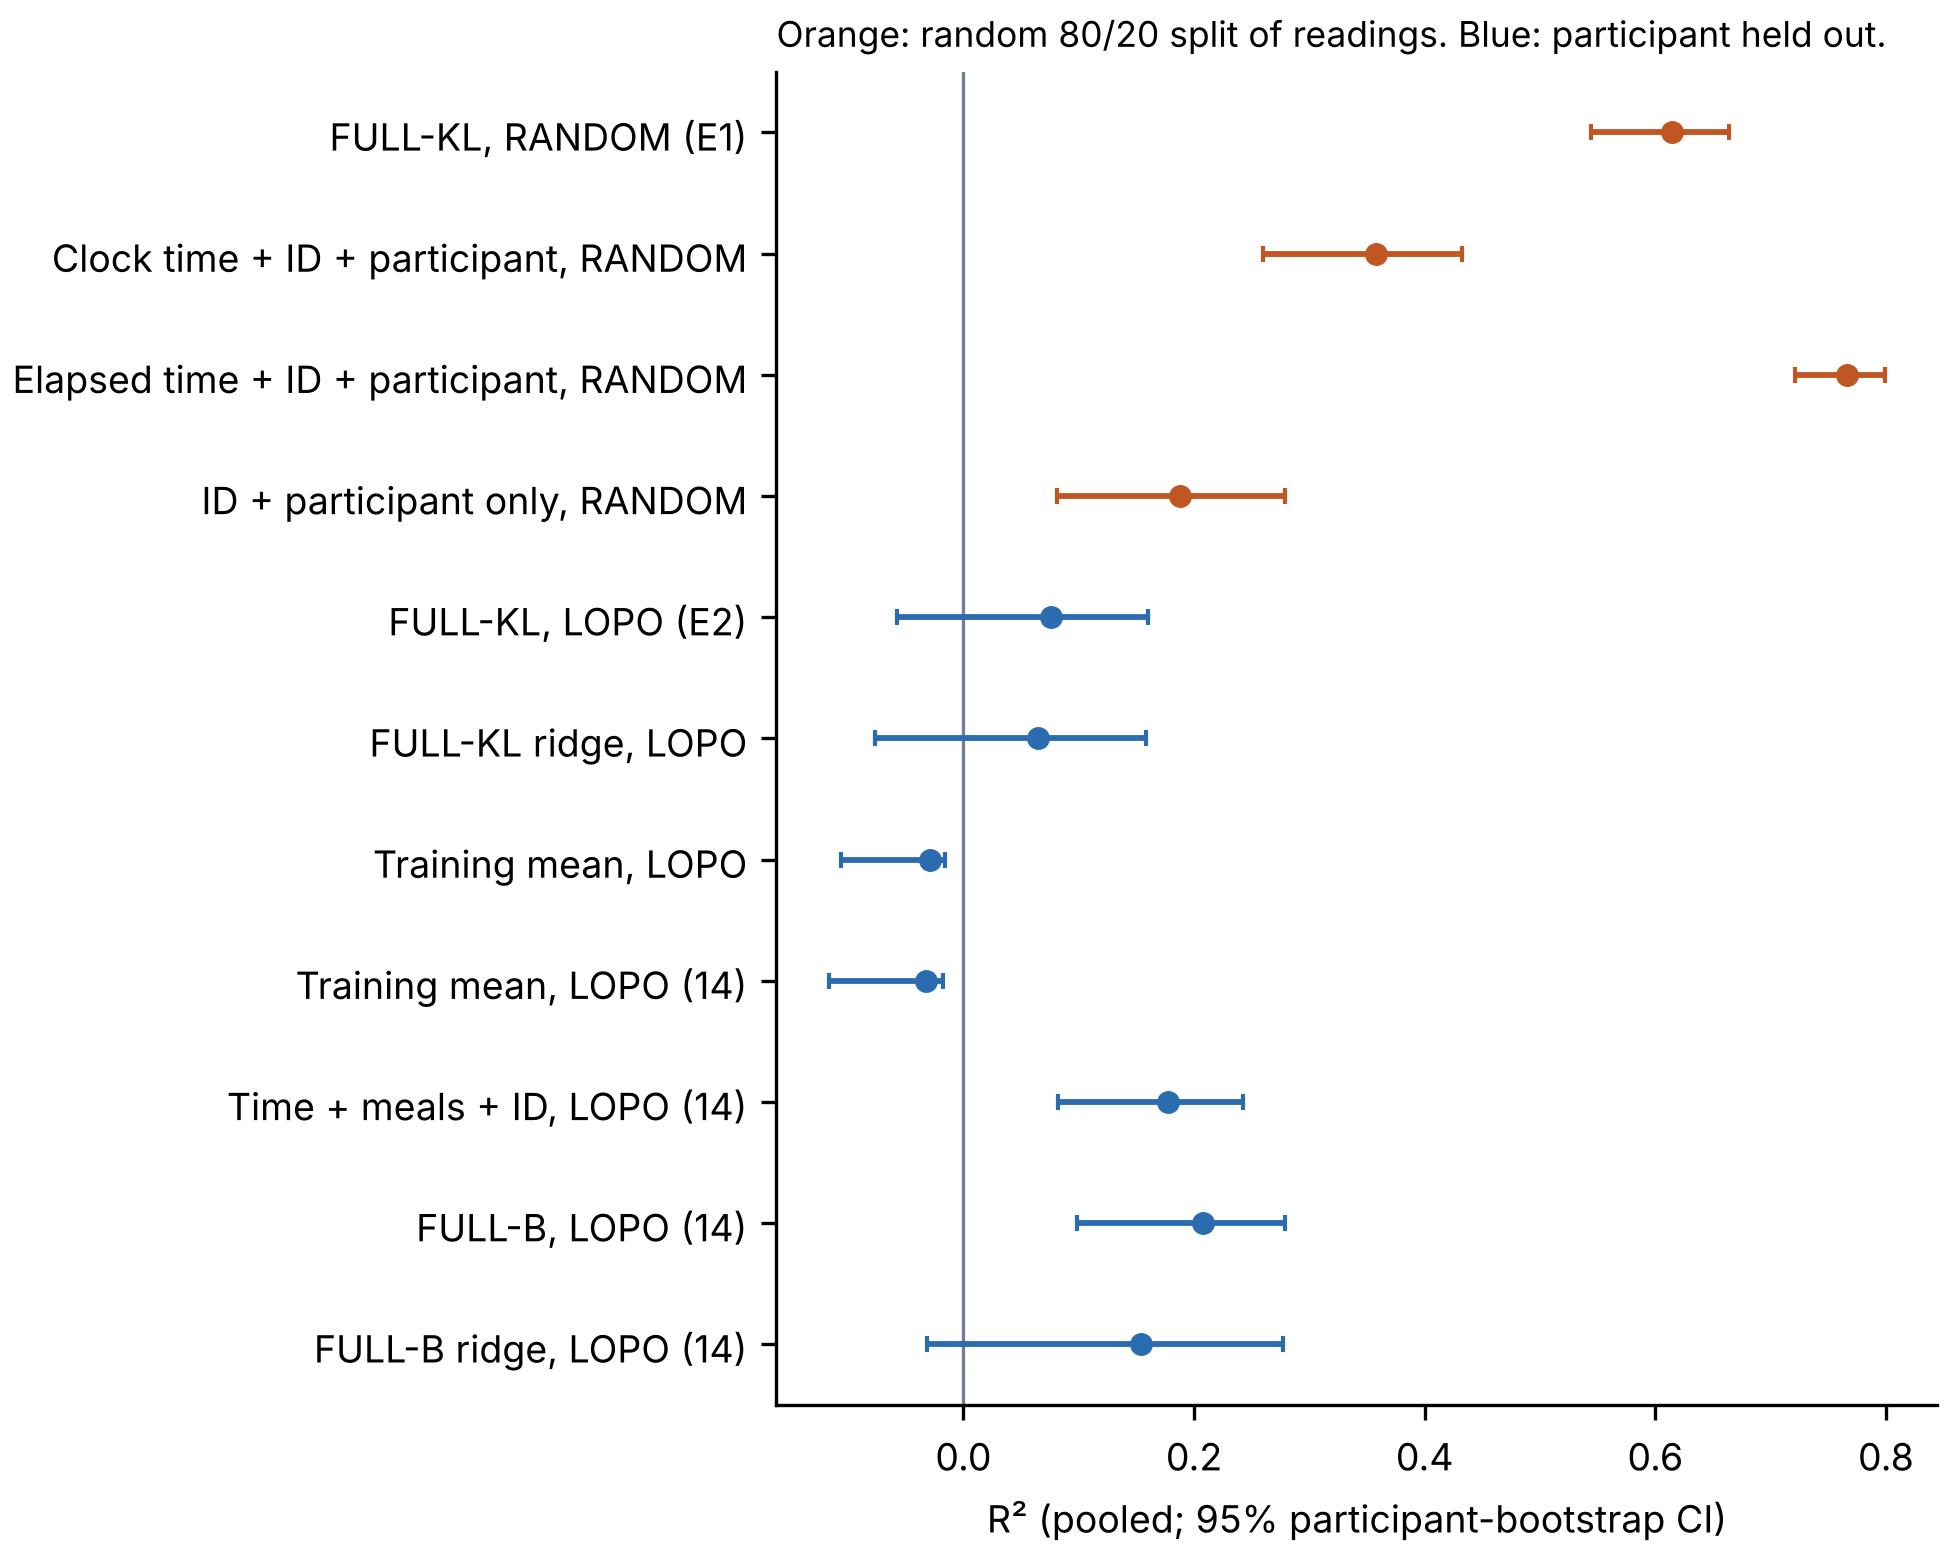 Orange: random 80/20 split of readings. Blue: participant held out.
FULL-KL, RANDOM (E1)
Clock time + ID + participant, RANDOM
Elapsed time + ID + participant, RANDOM
ID + participant only, RANDOM
FULL-KL, LOPO (E2)
FULL-KL ridge, LOPO
Training mean, LOPO
Training mean, LOPO (14)
Time + meals + ID, LOPO (14)
FULL-B, LOPO (14)
FULL-B ridge, LOPO (14)
0.0 0.2 0.4 0.6 0.8
R² (pooled; 95% participant-bootstrap CI)